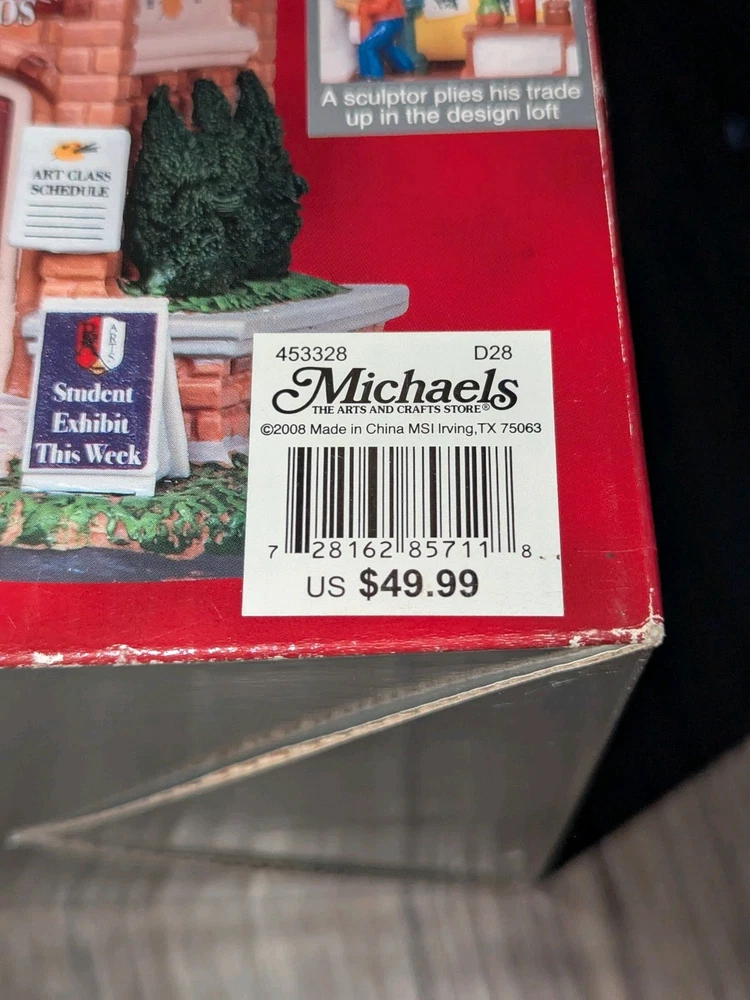 OS
A sculptor plies his trade
up in the design loft
ART CLASS
SCHEDULE
ARTS
Student
Exhibit
This Week
453328 D28
Michaels
THE ARTS AND CRAFTS STORE®
©2008 Made in China MSI Irving,TX 75063
7 28162 85711 8
US $49.99